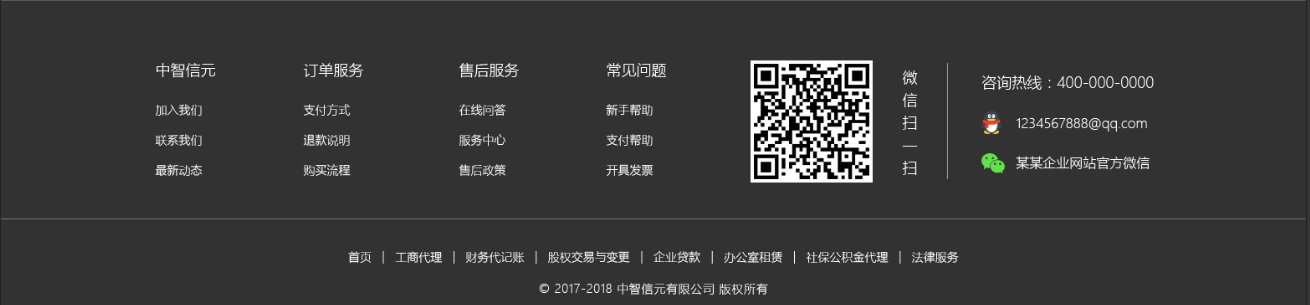 中智信元
加入我们
联系我们
最新动态
订单服务
支付方式
退款说明
购买流程
售后服务
在线问答
服务中心
售后政策
常见问题
新手帮助
支付帮助
开具发票
微信扫一扫
咨询热线：400-000-0000
1234567888@qq.com
某某企业网站官方微信
首页 | 工商代理 | 财务代记账 | 股权交易与变更 | 企业贷款 | 办公室租赁 | 社保公积金代理 | 法律服务
© 2017-2018 中智信元有限公司 版权所有